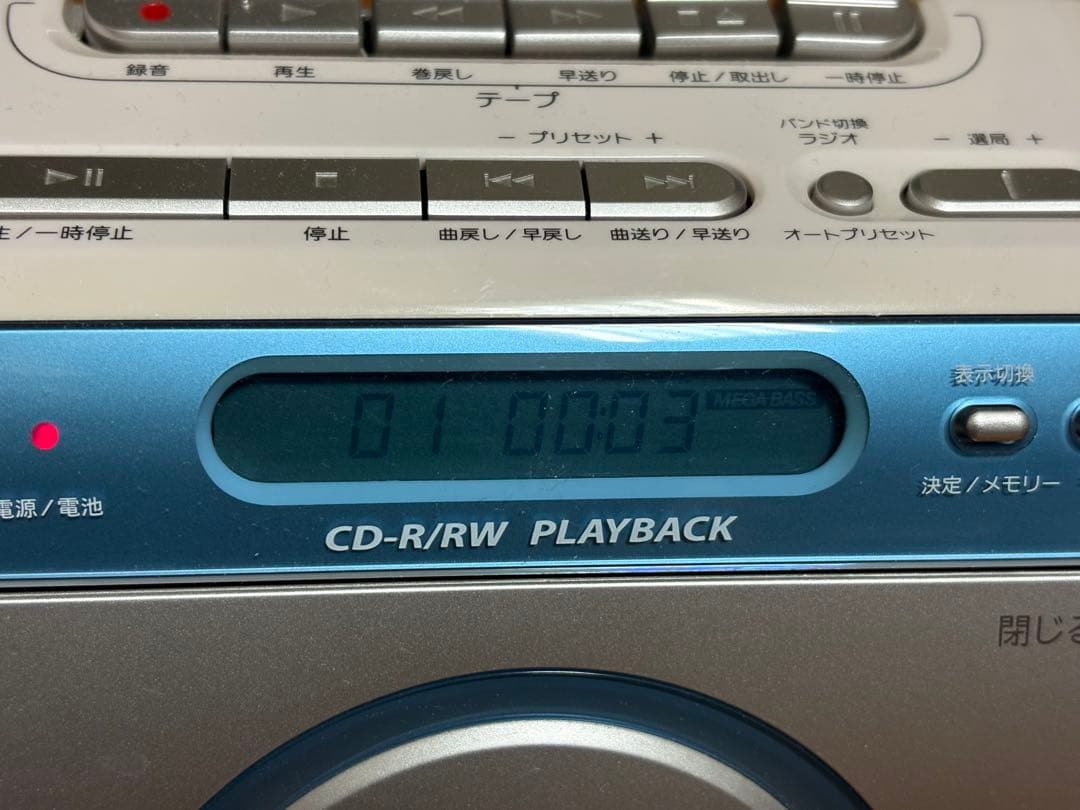 録音 再生 巻戻し 早送り 停止/取出し 一時停止
テープ
− プリセット +
バンド切換
ラジオ
− 選局 +
生/一時停止 停止 曲戻し/早戻し 曲送り/早送り オートプリセット
01 00:03 MEGA BASS
表示切換
電源/電池
決定/メモリー
CD-R/RW PLAYBACK
閉じる